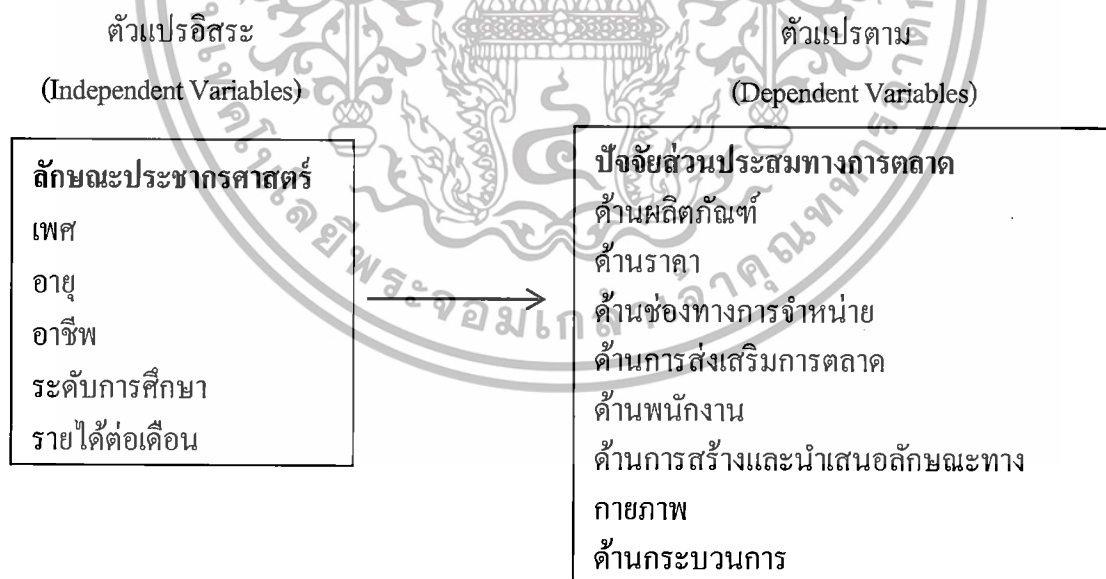 ตัวแปรอิสระ
(Independent Variables)
ลักษณะประชากรศาสตร์
เพศ
อายุ
อาชีพ
ระดับการศึกษา
รายได้ต่อเดือน
ตัวแปรตาม
(Dependent Variables)
ปัจจัยส่วนประสมทางการตลาด
ด้านผลิตภัณฑ์
ด้านราคา
ด้านช่องทางการจำหน่าย
ด้านการส่งเสริมการตลาด
ด้านพนักงาน
ด้านการสร้างและนำเสนอลักษณะทาง
กายภาพ
ด้านกระบวนการ